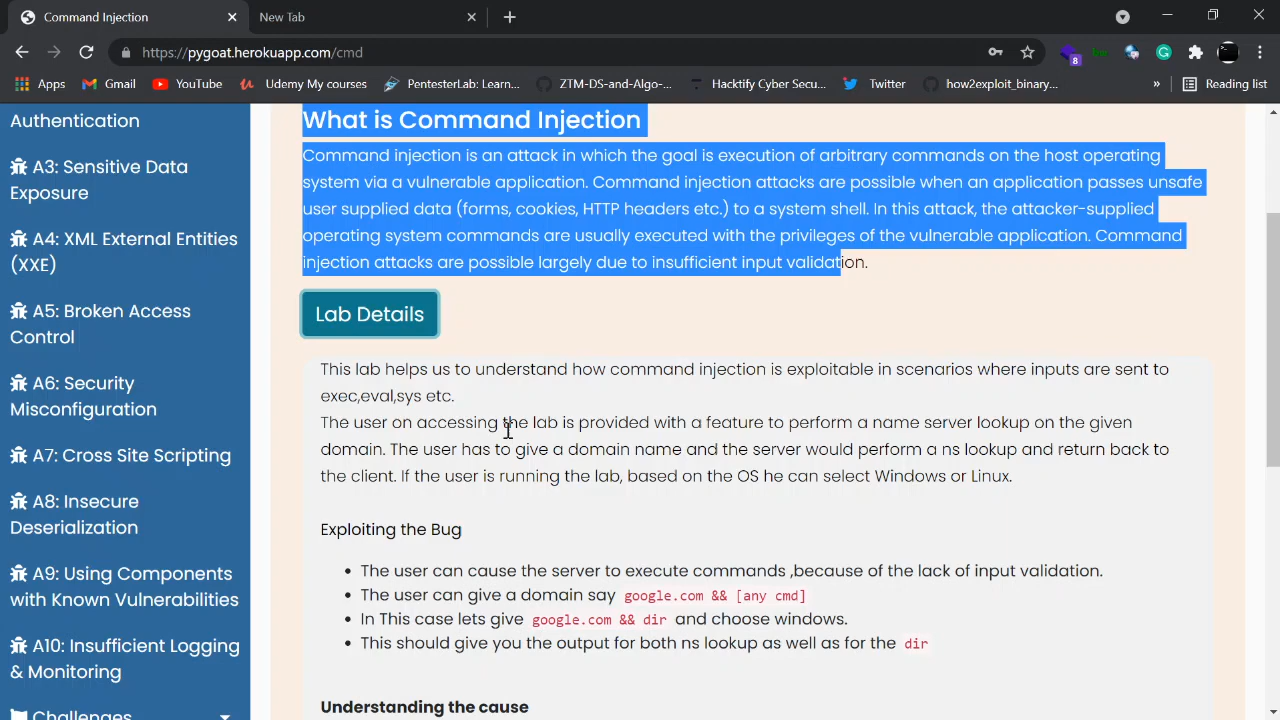 Command Injection
New Tab
https://pygoat.herokuapp.com/cmd
8
Apps
Gmail
YouTube
Udemy My courses
PentesterLab: Learn...
ZTM-DS-and-Algo-...
Hacktify Cyber Secu...
Twitter
how2exploit_binary...
»
Reading list
Authentication
A3: Sensitive Data
Exposure
A4: XML External Entities
(XXE)
A5: Broken Access
Control
A6: Security
Misconfiguration
A7: Cross Site Scripting
A8: Insecure
Deserialization
A9: Using Components
with Known Vulnerabilities
A10: Insufficient Logging
& Monitoring
Challenges
What is Command Injection
Command injection is an attack in which the goal is execution of arbitrary commands on the host operating
system via a vulnerable application. Command injection attacks are possible when an application passes unsafe
user supplied data (forms, cookies, HTTP headers etc.) to a system shell. In this attack, the attacker-supplied
operating system commands are usually executed with the privileges of the vulnerable application. Command
injection attacks are possible largely due to insufficient input validation.
Lab Details
This lab helps us to understand how command injection is exploitable in scenarios where inputs are sent to
exec,eval,sys etc.
The user on accessing the lab is provided with a feature to perform a name server lookup on the given
domain. The user has to give a domain name and the server would perform a ns lookup and return back to
the client. If the user is running the lab, based on the OS he can select Windows or Linux.
Exploiting the Bug
The user can cause the server to execute commands ,because of the lack of input validation.
The user can give a domain say google.com && [any cmd]
In This case lets give google.com && dir and choose windows.
This should give you the output for both ns lookup as well as for the dir
Understanding the cause